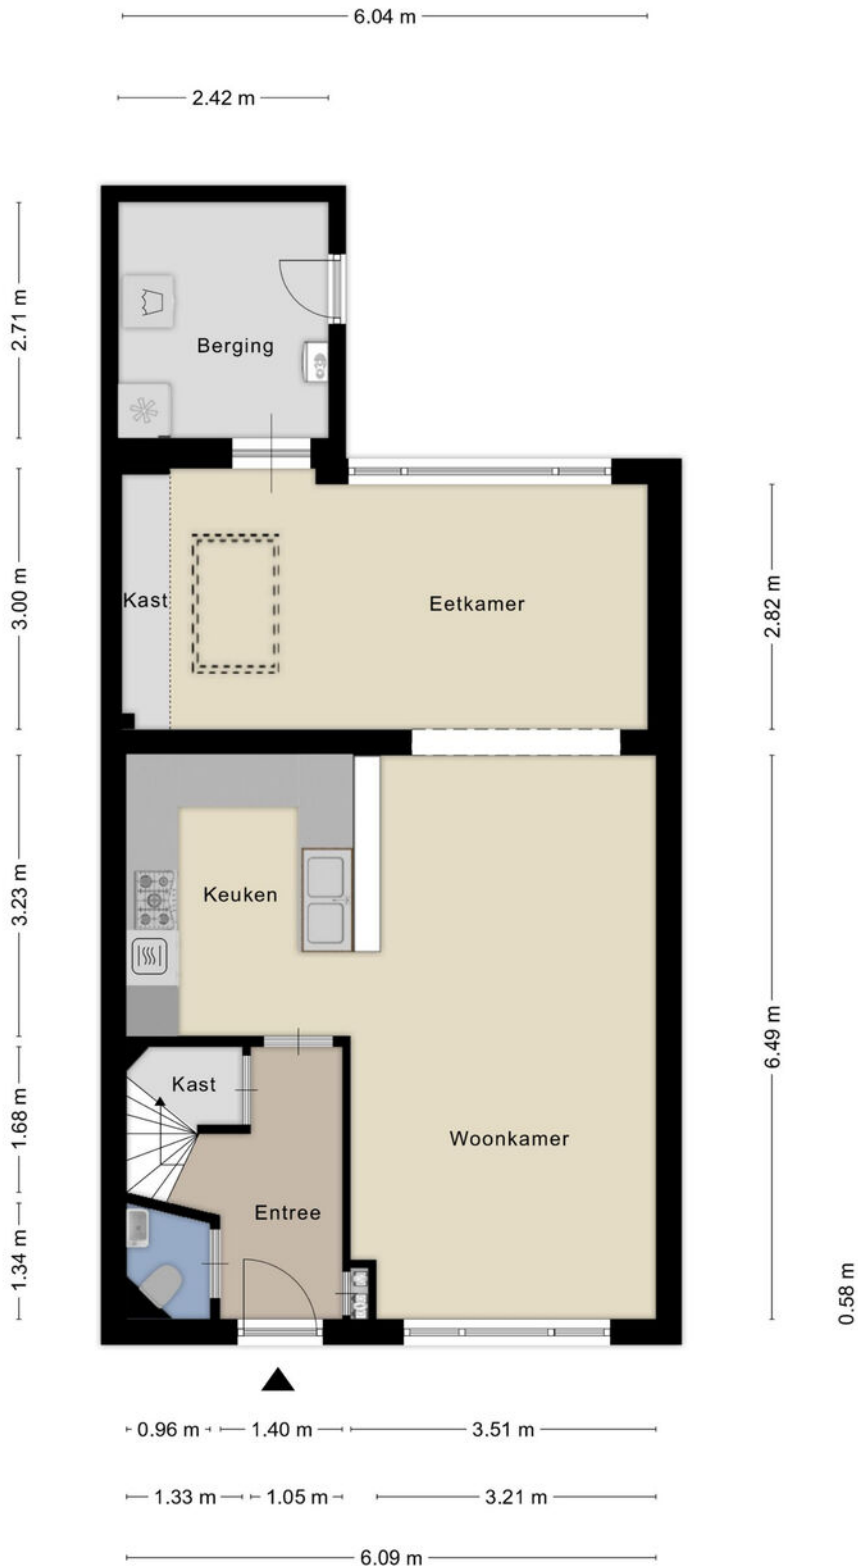 6.04 m
2.42 m
2.71 m
Berging
3.00 m
Kast
Eetkamer
2.82 m
3.23 m
Keuken
6.49 m
1.68 m
Kast
Woonkamer
Entree
1.34 m
0.58 m
0.96 m
1.40 m
3.51 m
1.33 m
1.05 m
3.21 m
6.09 m